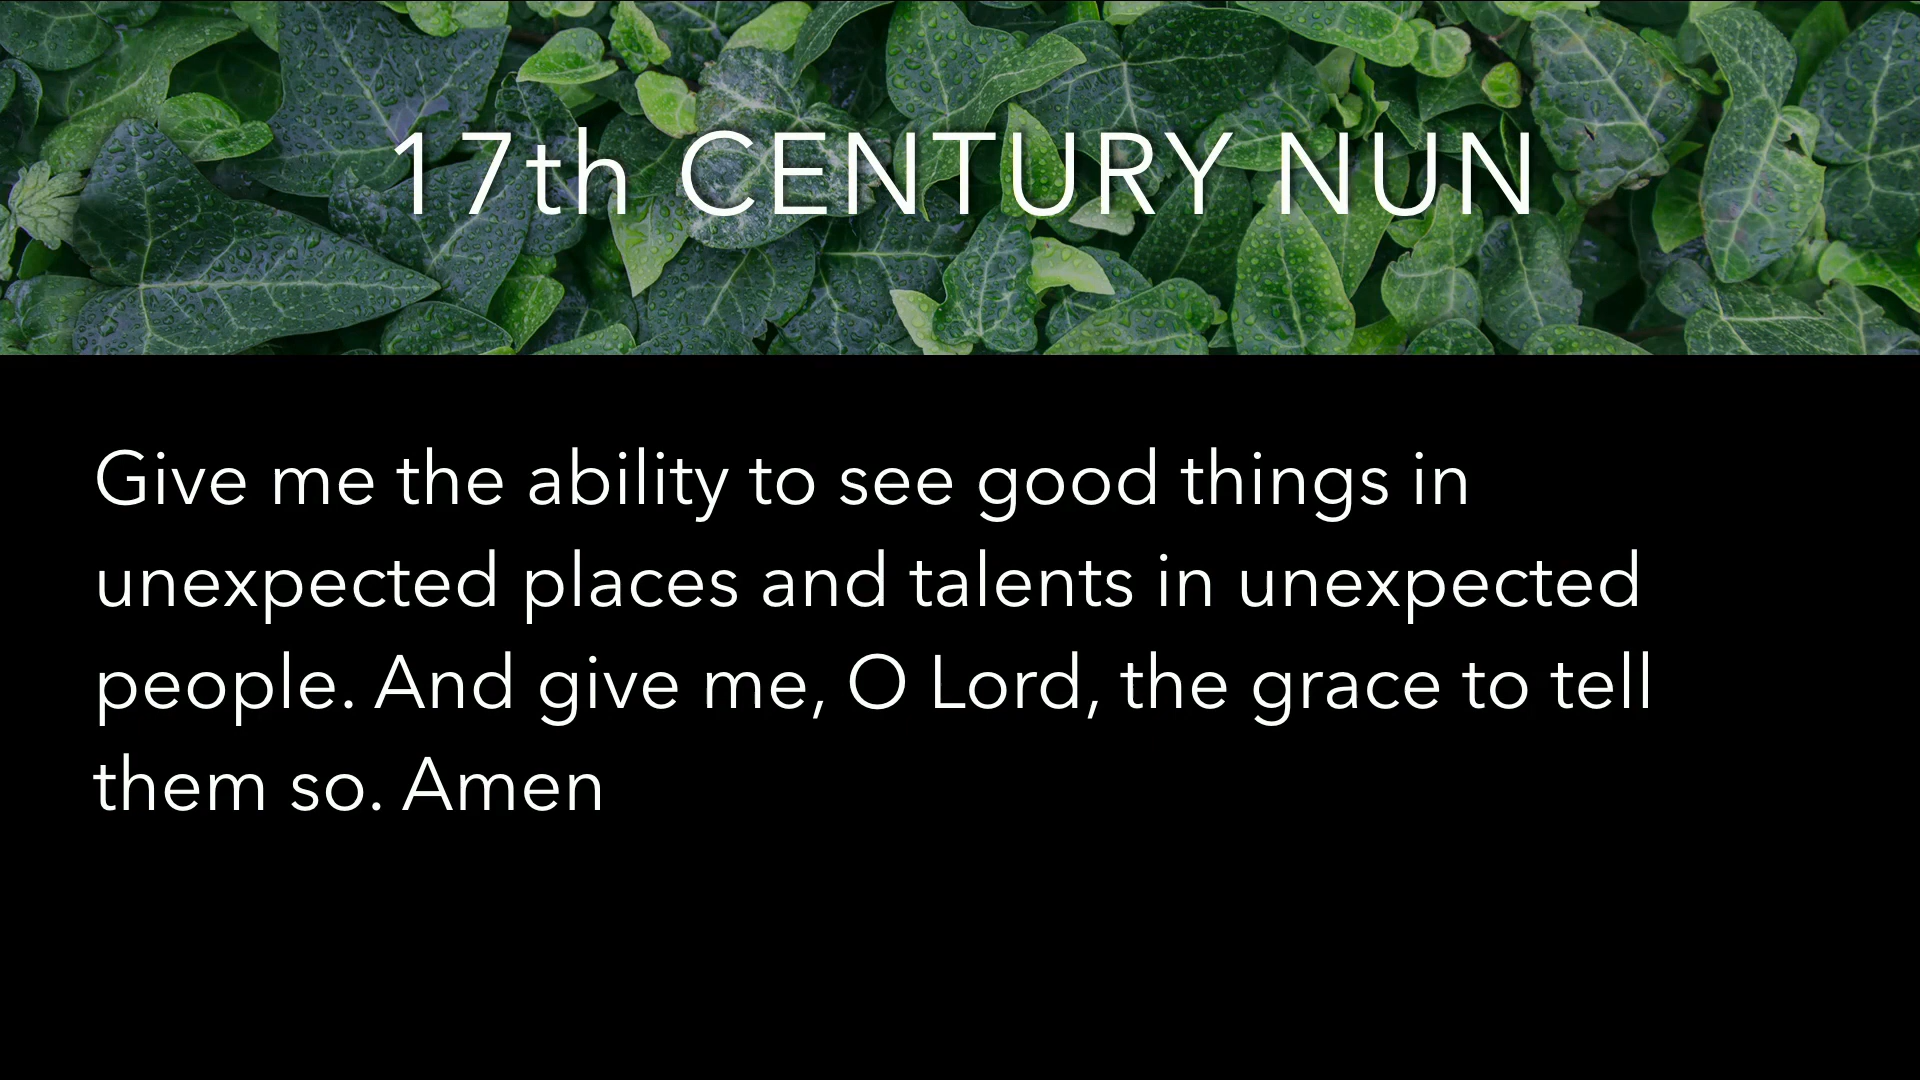 17th CENTURY NUN
Give me the ability to see good things in
unexpected places and talents in unexpected
people. And give me, O Lord, the grace to tell
them so. Amen